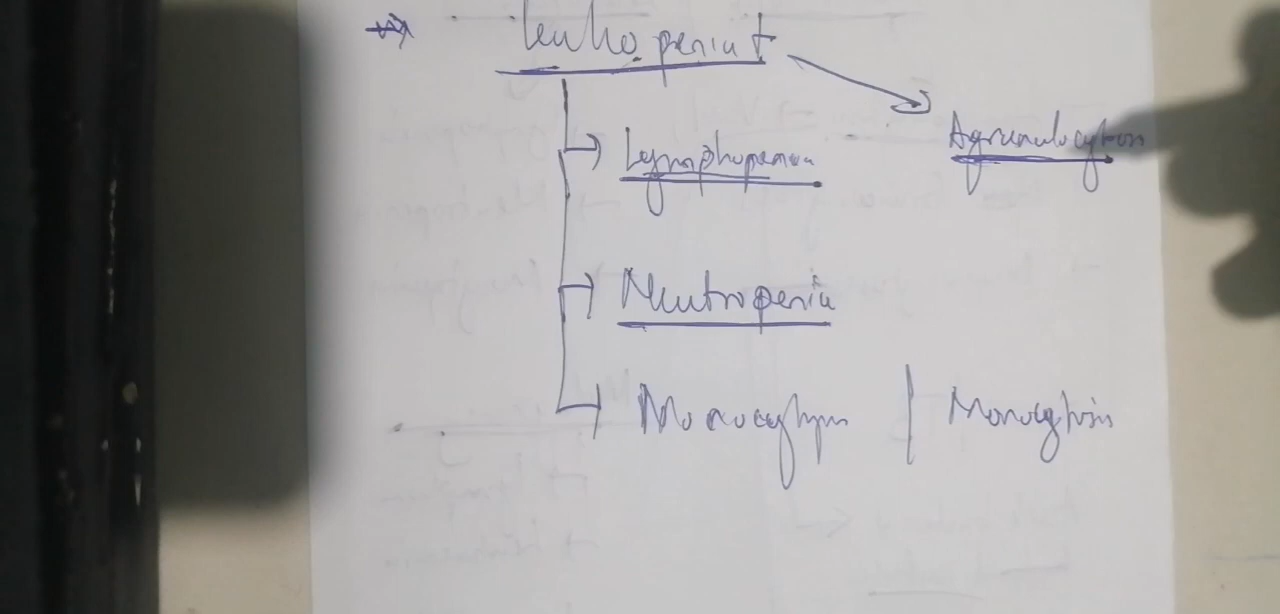 Leukopenia
Agranulocytosis
Lymphopenia
Neutropenia
Monocytopenia | Monocytosis